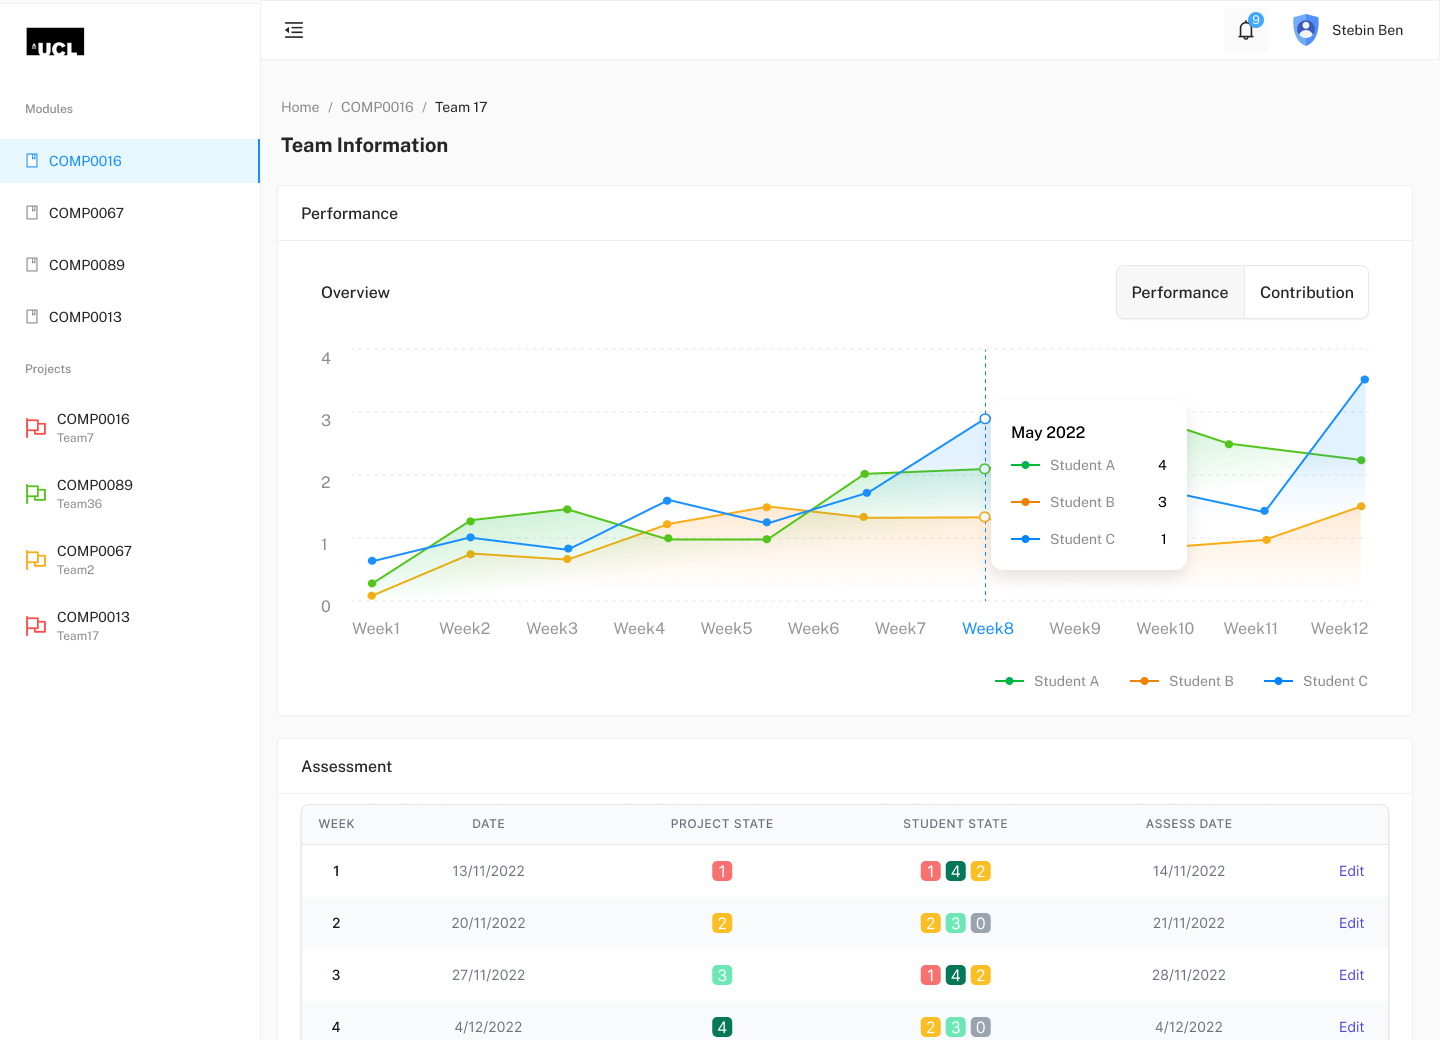 UCL
9
Stebin Ben
Modules
COMP0016
COMP0067
COMP0089
COMP0013
Projects
COMP0016
Team7
COMP0089
Team36
COMP0067
Team2
COMP0013
Team17
Home / COMP0016 / Team 17
Team Information
Performance
Overview
Performance Contribution
4
3
2
1
0
May 2022
Student A 4
Student B 3
Student C 1
Week1 Week2 Week3 Week4 Week5 Week6 Week7 Week8 Week9 Week10 Week11 Week12
Student A Student B Student C
Assessment
WEEK DATE PROJECT STATE STUDENT STATE ASSESS DATE
1 13/11/2022 1 1 4 2 14/11/2022 Edit
2 20/11/2022 2 2 3 0 21/11/2022 Edit
3 27/11/2022 3 1 4 2 28/11/2022 Edit
4 4/12/2022 4 2 3 0 4/12/2022 Edit